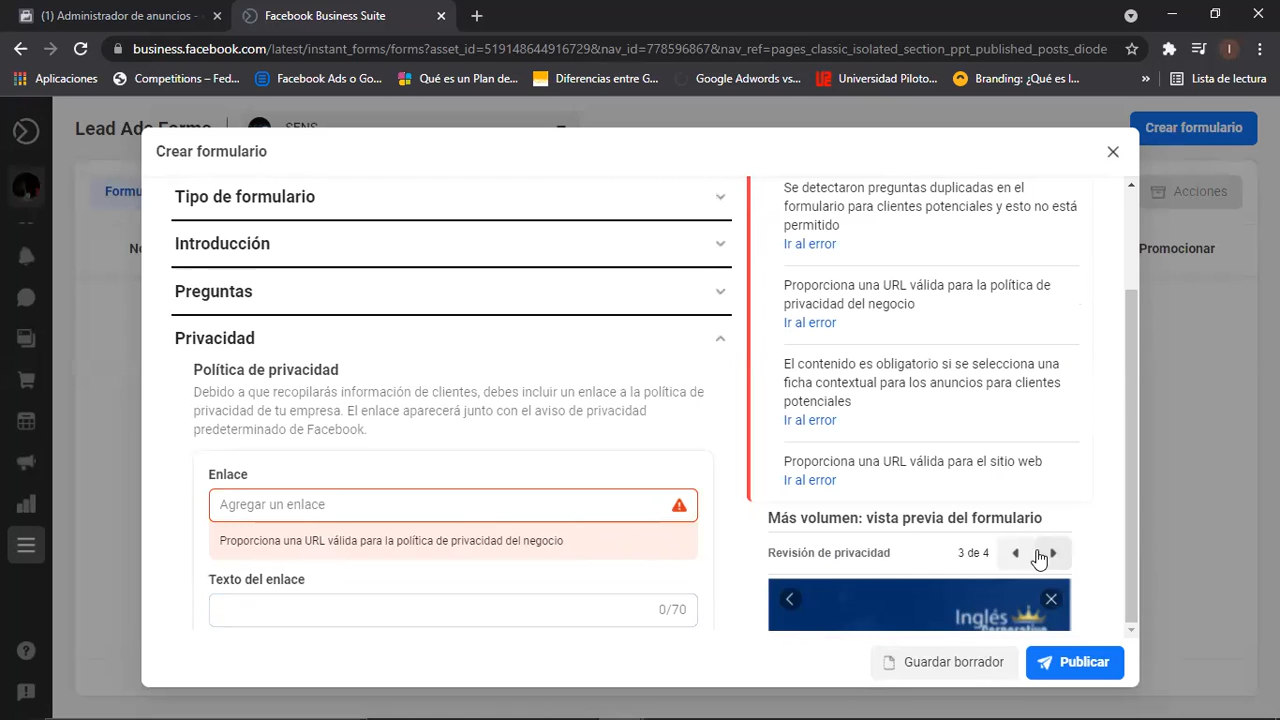 (1) Administrador de anuncios -
Facebook Business Suite
business.facebook.com/latest/instant_forms/forms?asset_id=5191486449167​29&nav_id=778596867&nav_ref=pages_classic_isolated_section_ppt_published_posts_diode
I
Aplicaciones
Competitions – Fed...
Facebook Ads o Go...
Qué es un Plan de...
Diferencias entre G...
Google Adwords vs...
Universidad Piloto...
Branding: ¿Qué es l...
»
Lista de lectura
Lead Ads Forms
SENS
Crear formulario
Formu
Acciones
No
Promocionar
Crear formulario
Tipo de formulario
Introducción
Preguntas
Privacidad
Política de privacidad
Debido a que recopilarás información de clientes, debes incluir un enlace a la política
de privacidad de tu empresa. El enlace aparecerá junto con el aviso de privacidad
predeterminado de Facebook.
Enlace
Agregar un enlace
Proporciona una URL válida para la política de privacidad del negocio
Texto del enlace
0/70
Se detectaron preguntas duplicadas en el
formulario para clientes potenciales y esto no está
permitido
Ir al error
Proporciona una URL válida para la política de
privacidad del negocio
Ir al error
El contenido es obligatorio si se selecciona una
ficha contextual para los anuncios para clientes
potenciales
Ir al error
Proporciona una URL válida para el sitio web
Ir al error
Más volumen: vista previa del formulario
Revisión de privacidad
3 de 4
Inglés
Corporativo
Guardar borrador
Publicar